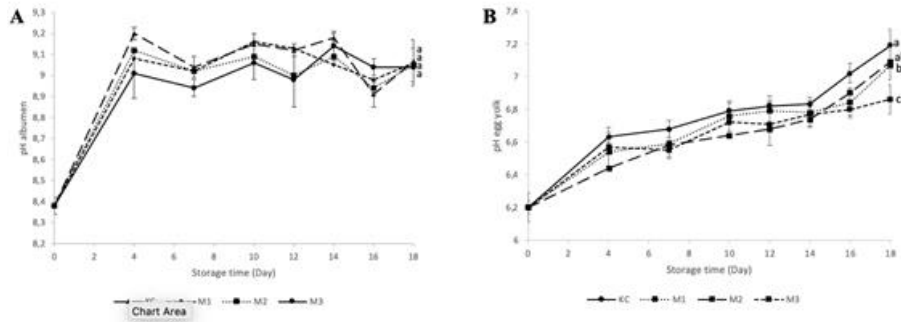 A
B
9,3
9,2
9,1
9
8,9
8,8
8,7
8,6
8,5
8,4
8,3
8,2
pH albumen
a
a
a
0 2 4 6 8 10 12 14 16 18
Storage time (Day)
KC M1 M2 M3
Chart Area
7,2
7
6,8
6,6
6,4
6,2
6
pH egg yolk
a
b
c
0 2 4 6 8 10 12 14 16 18
Storage time (Day)
KC M1 M2 M3